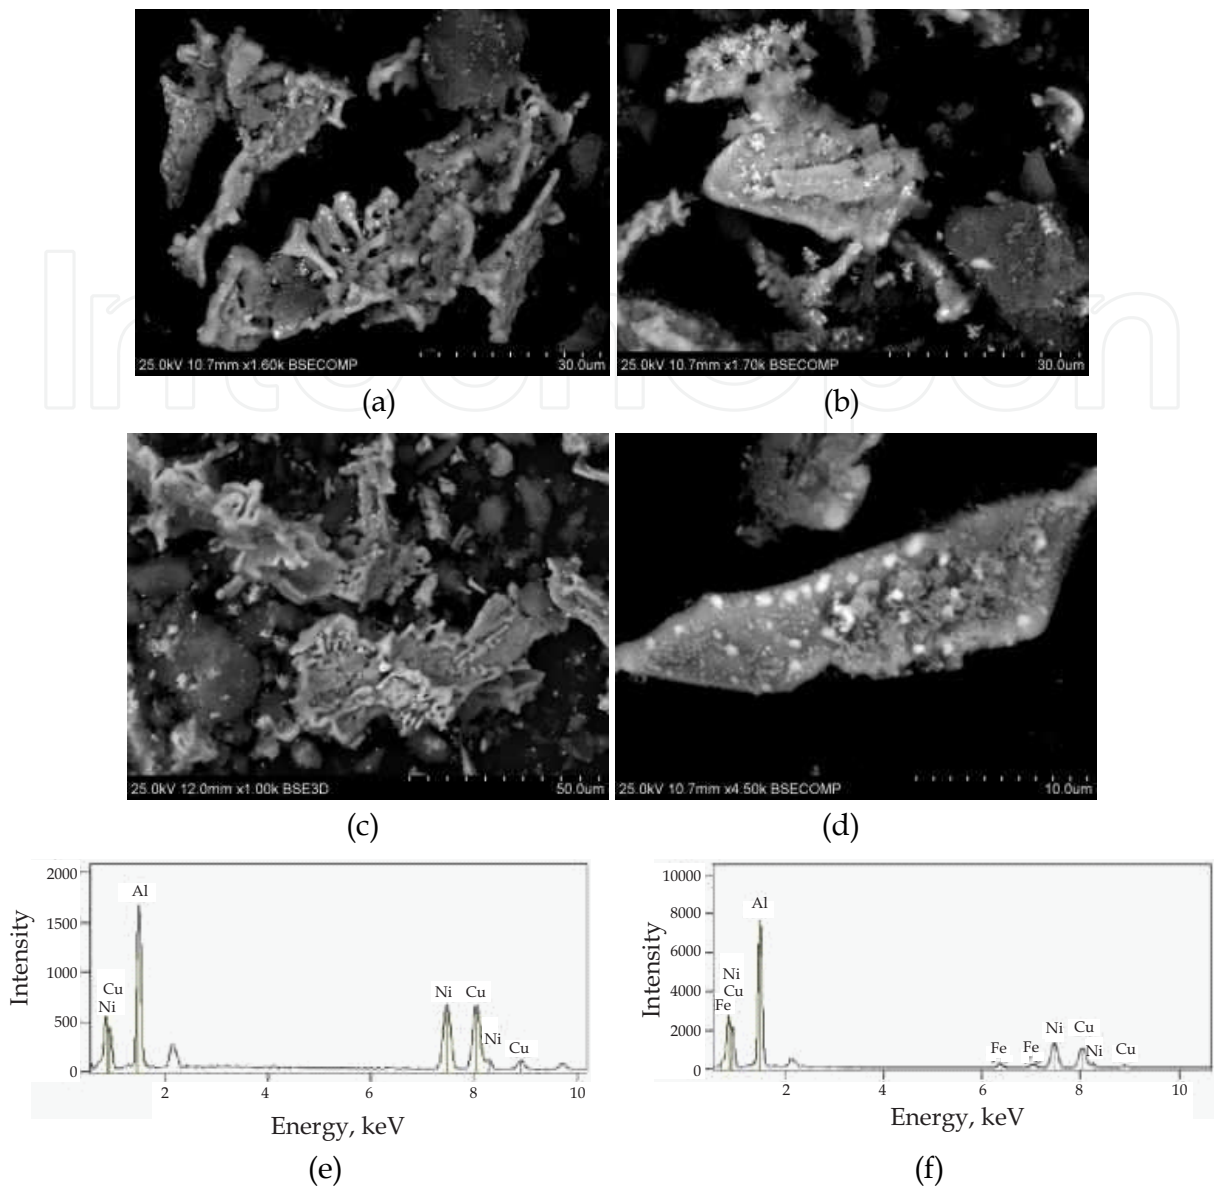 25.0kV 10.7mm x1.60k BSECOMP 30.0um
25.0kV 10.7mm x1.70k BSECOMP 30.0um
(a)
(b)
25.0kV 12.0mm x1.00k BSE3D 50.0um
25.0kV 10.7mm x4.50k BSECOMP 10.0um
(c)
(d)
2000
1500
1000
500
0
Intensity
Cu
Ni
Al
Ni
Cu
Ni
Cu
2
4
6
8
10
Energy, keV
(e)
10000
8000
6000
4000
2000
0
Intensity
Ni
Cu
Fe
Al
Fe
Fe
Ni
Cu
Ni
Cu
2
4
6
8
10
Energy, keV
(f)
IntechOpen